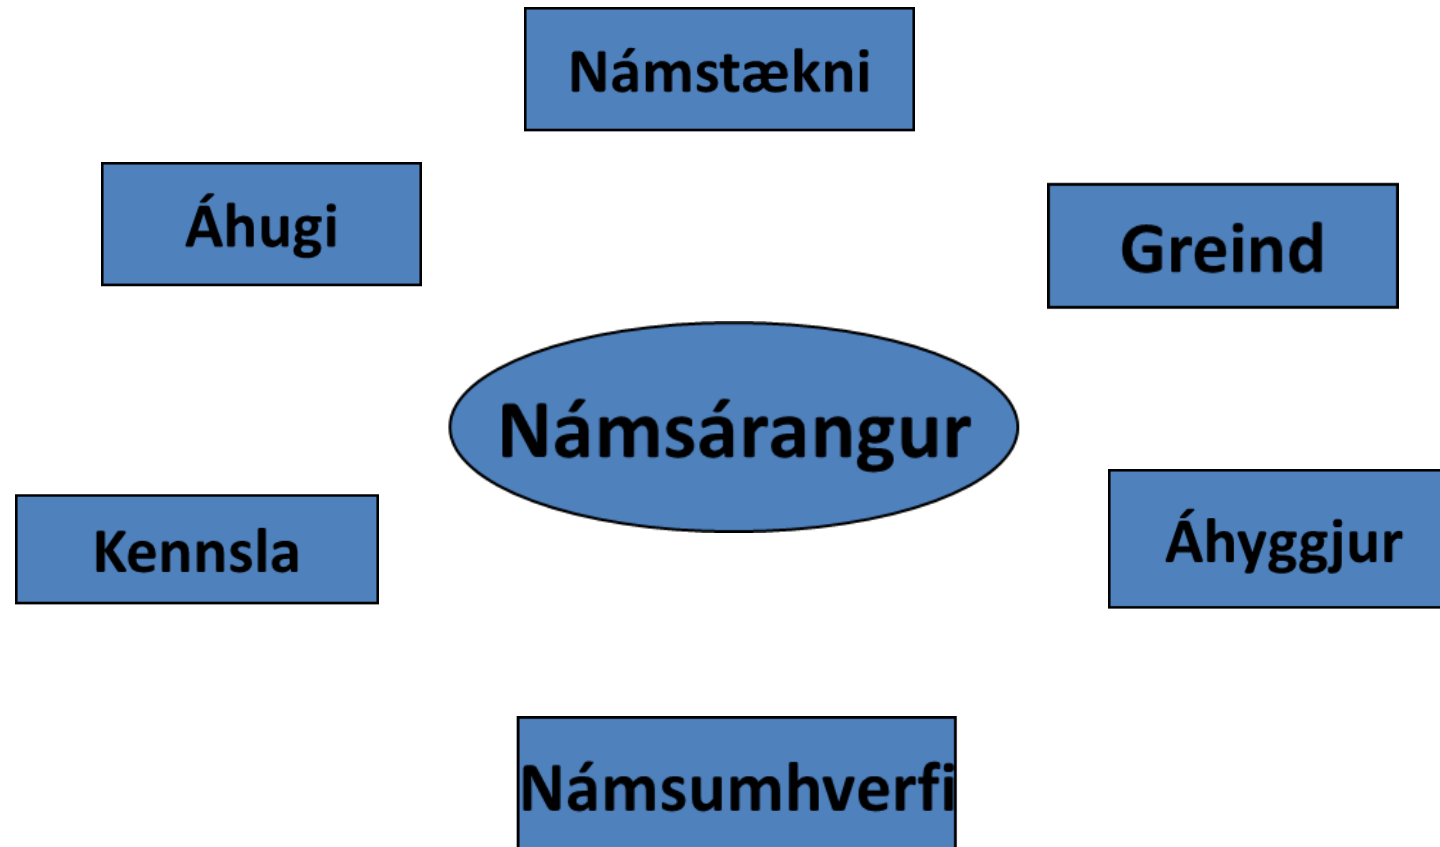 Námstækni
Áhugi
Greind
Námsárangur
Kennsla
Áhyggjur
Námsumhverfi